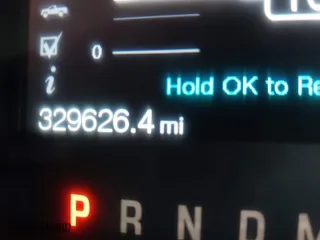 0
Hold OK to Re
329626.4 mi
P R N D M